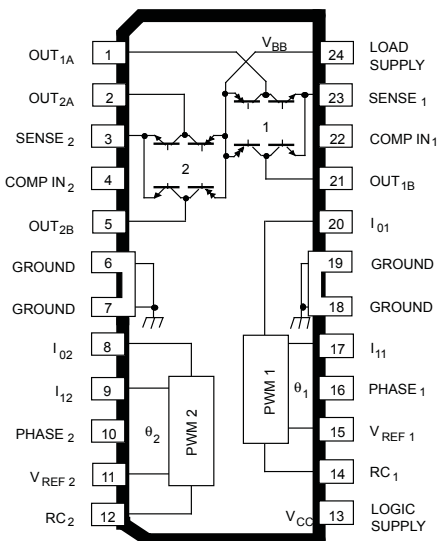 OUT1A 1
OUT2A 2
SENSE2 3
COMP IN2 4
OUT2B 5
GROUND 6
GROUND 7
I02 8
I12 9
PHASE2 10
VREF 2 11
RC2 12
VBB
1
2
PWM 1
θ1
PWM 2
θ2
VCC
24 LOAD
SUPPLY
23 SENSE1
22 COMP IN1
21 OUT1B
20 I01
19 GROUND
18 GROUND
17 I11
16 PHASE1
15 VREF 1
14 RC1
13 LOGIC
SUPPLY